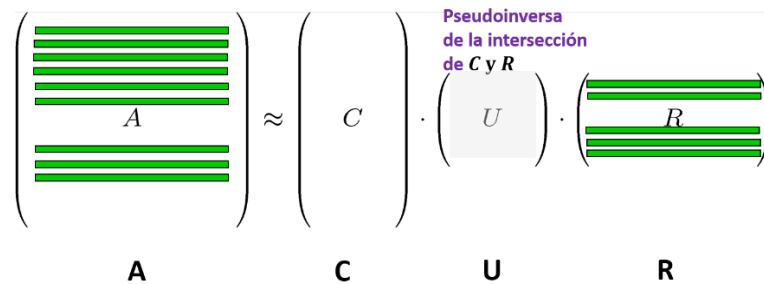 Pseudoinversa
de la intersección
de C y R
A ≈ C · U · R
A C U R